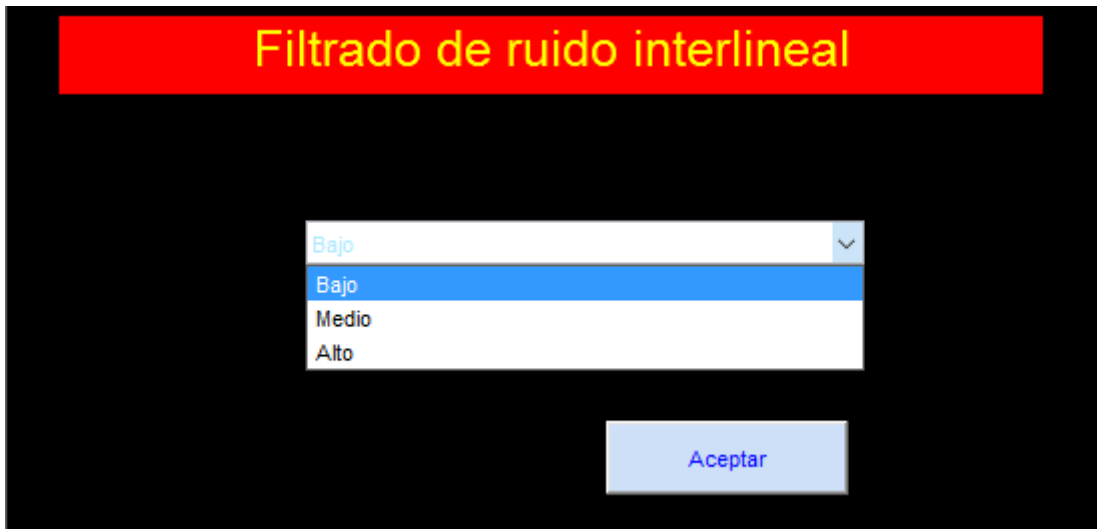 Filtrado de ruido interlineal
Bajo
Bajo
Medio
Alto
Aceptar